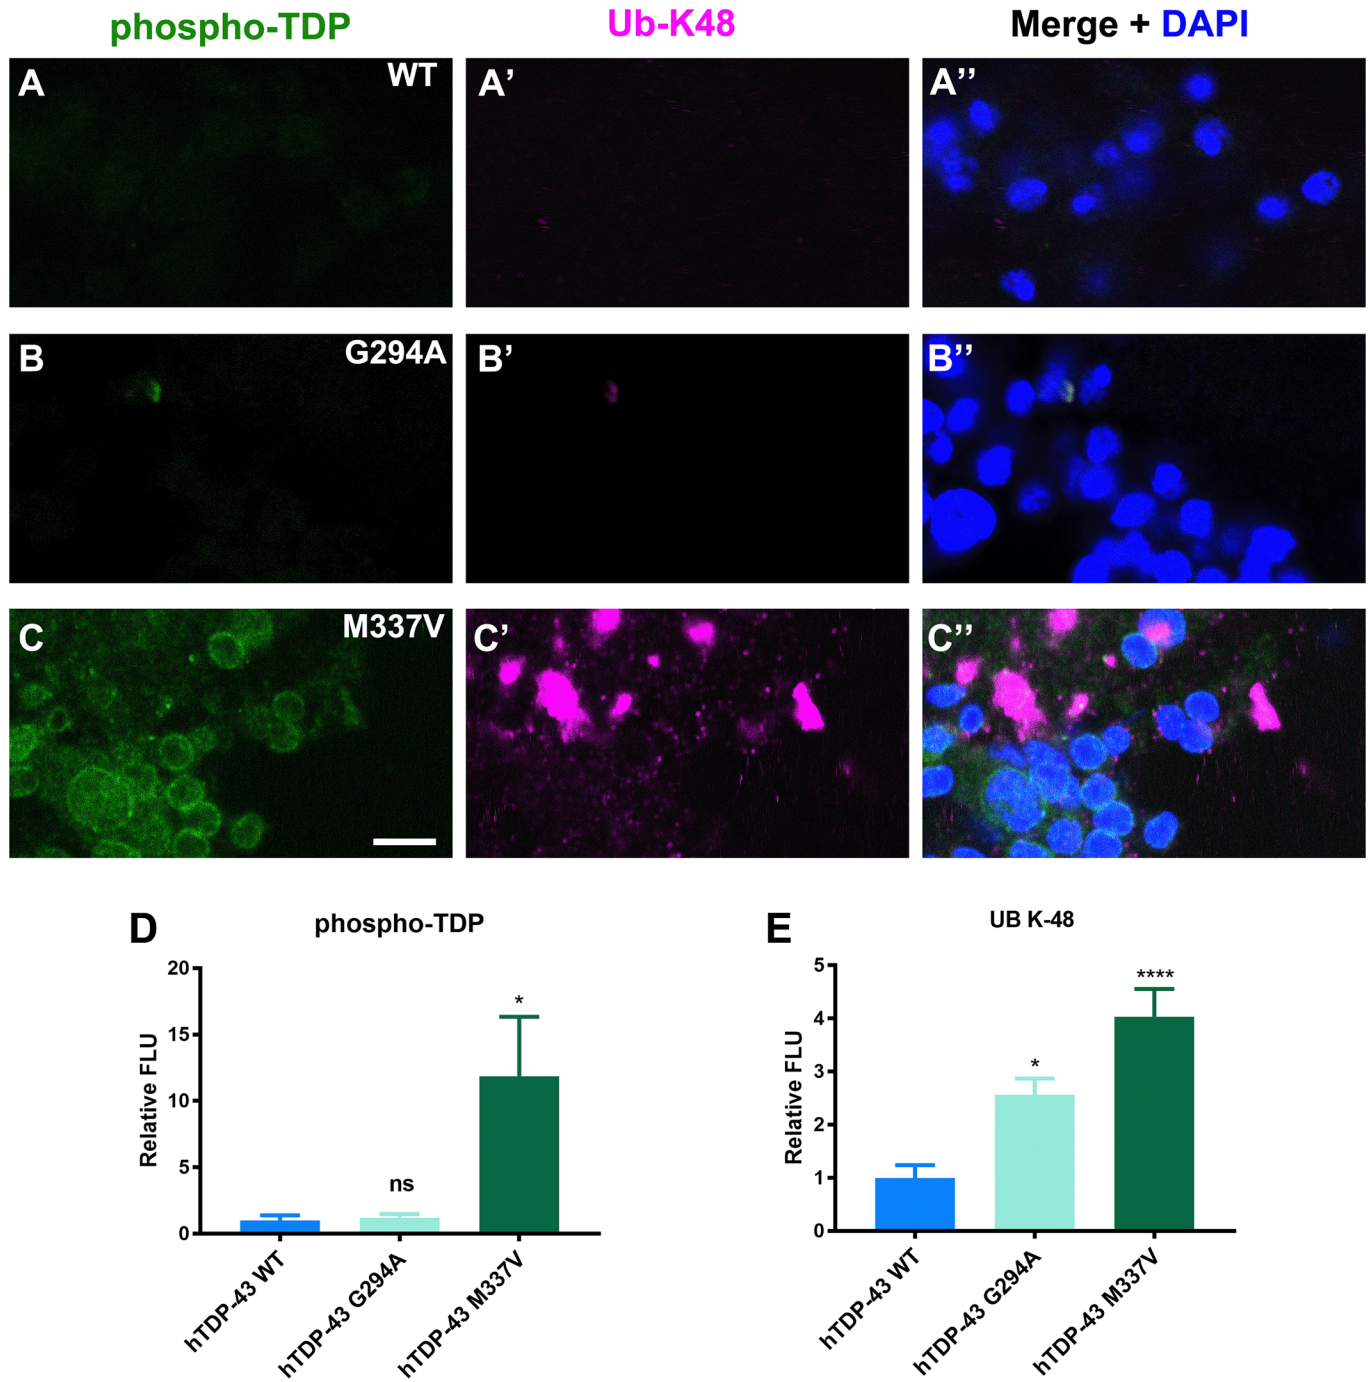 phospho-TDP Ub-K48 Merge + DAPI
A WT A’ A’’
B G294A B’ B’’
C M337V C’ C’’
D phospho-TDP
E UB K-48
Relative FLU
20
15
10
5
0
*
ns
hTDP-43 WT
hTDP-43 G294A
hTDP-43 M337V
Relative FLU
5
4
3
2
1
0
****
*
hTDP-43 WT
hTDP-43 G294A
hTDP-43 M337V